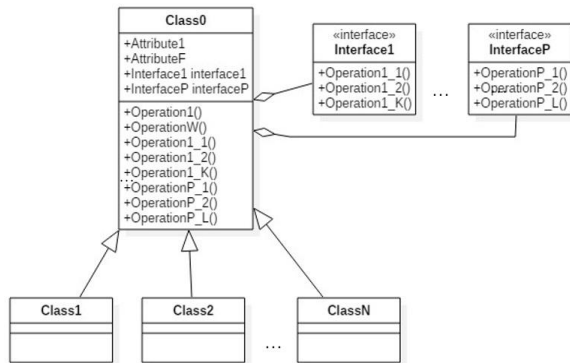 Class0
+Attribute1
+AttributeF
+Interface1 interface1
+InterfaceP interfaceP
+Operation1()
+OperationW()
+Operation1_1()
+Operation1_2()
+Operation1_K()
...
+OperationP_1()
+OperationP_2()
+OperationP_L()
«interface»
Interface1
+Operation1_1()
+Operation1_2()
+Operation1_K()
...
«interface»
InterfaceP
+OperationP_1()
+OperationP_2()
...
+OperationP_L()
Class1
Class2
...
ClassN